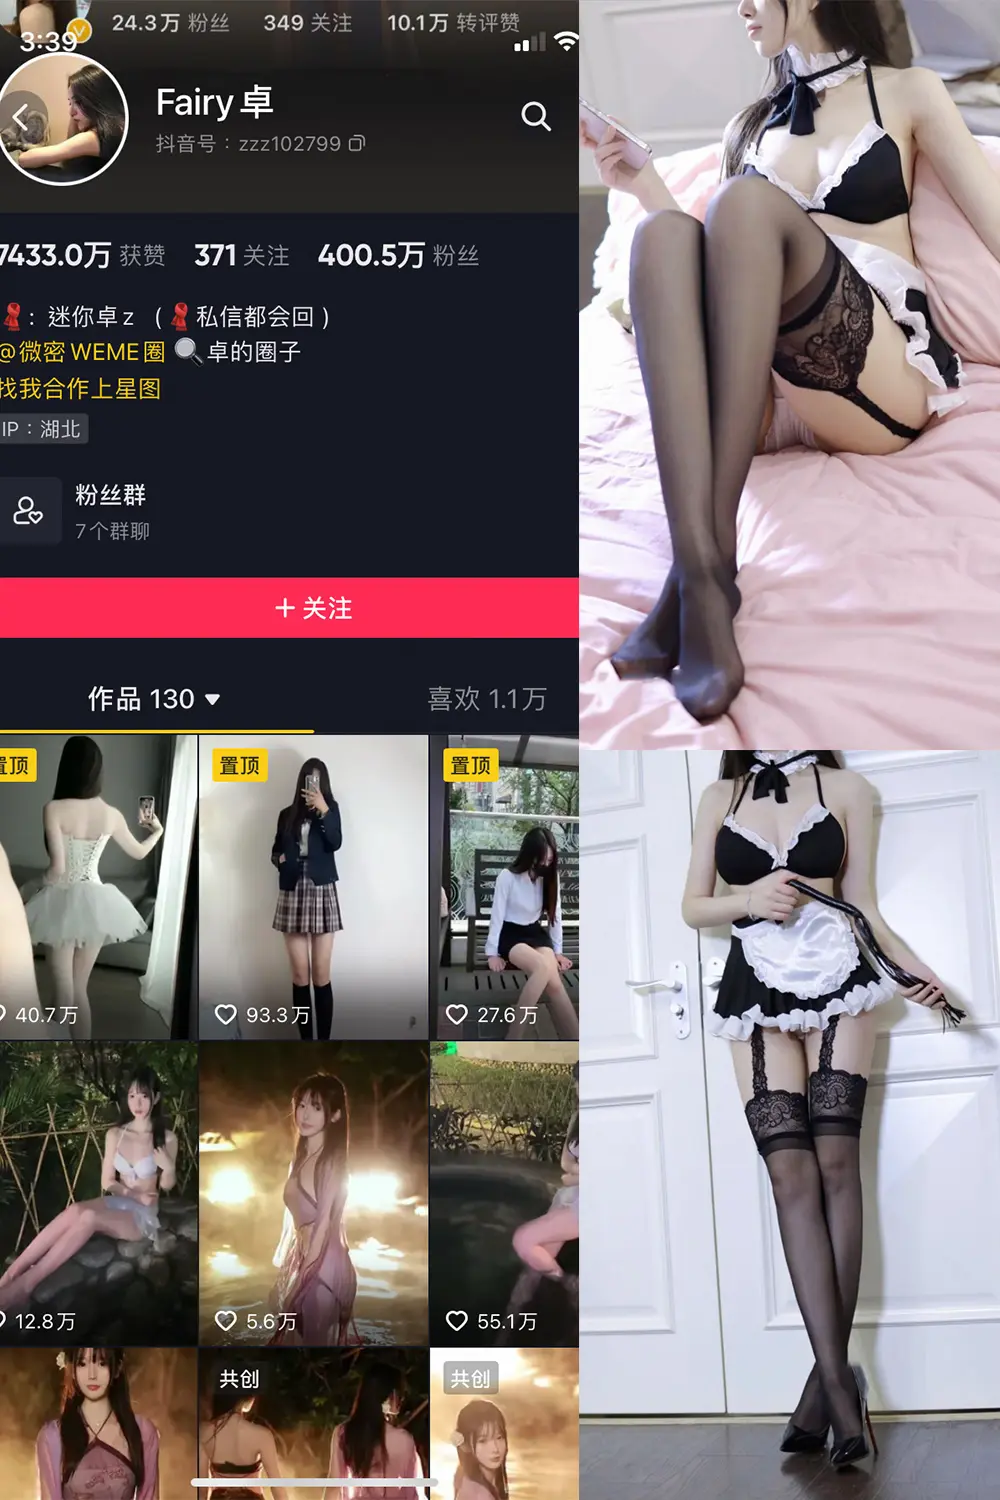 24.3万 粉丝 349 关注 10.1万 转评赞
3:39
Fairy卓
抖音号：zzz102799
7433.0万 获赞 371 关注 400.5万 粉丝
：迷你卓z （私信都会回）
@微密WEME圈 卓的圈子
找我合作上星图
IP：湖北
粉丝群
7个群聊
+ 关注
作品 130 喜欢 1.1万
置顶 置顶 置顶
40.7万 93.3万 27.6万
12.8万 5.6万 55.1万
共创 共创